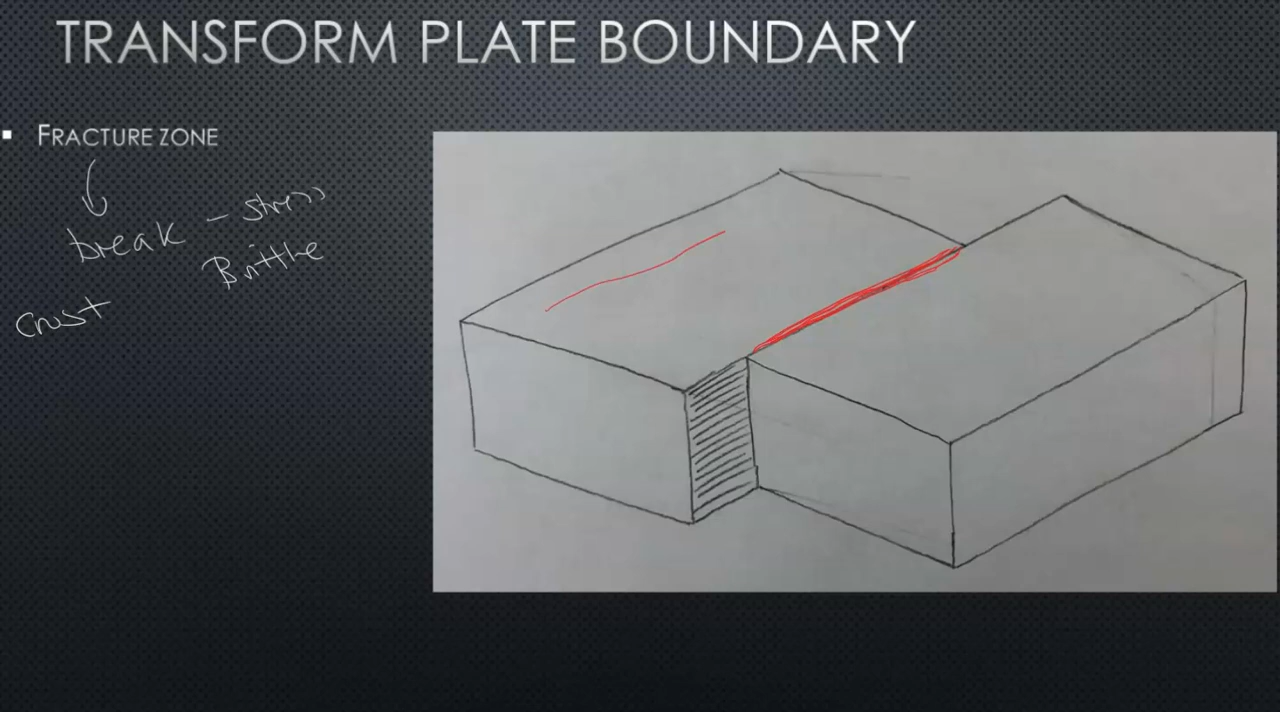 TRANSFORM PLATE BOUNDARY
▪ FRACTURE ZONE
break - stress
Brittle
Crust